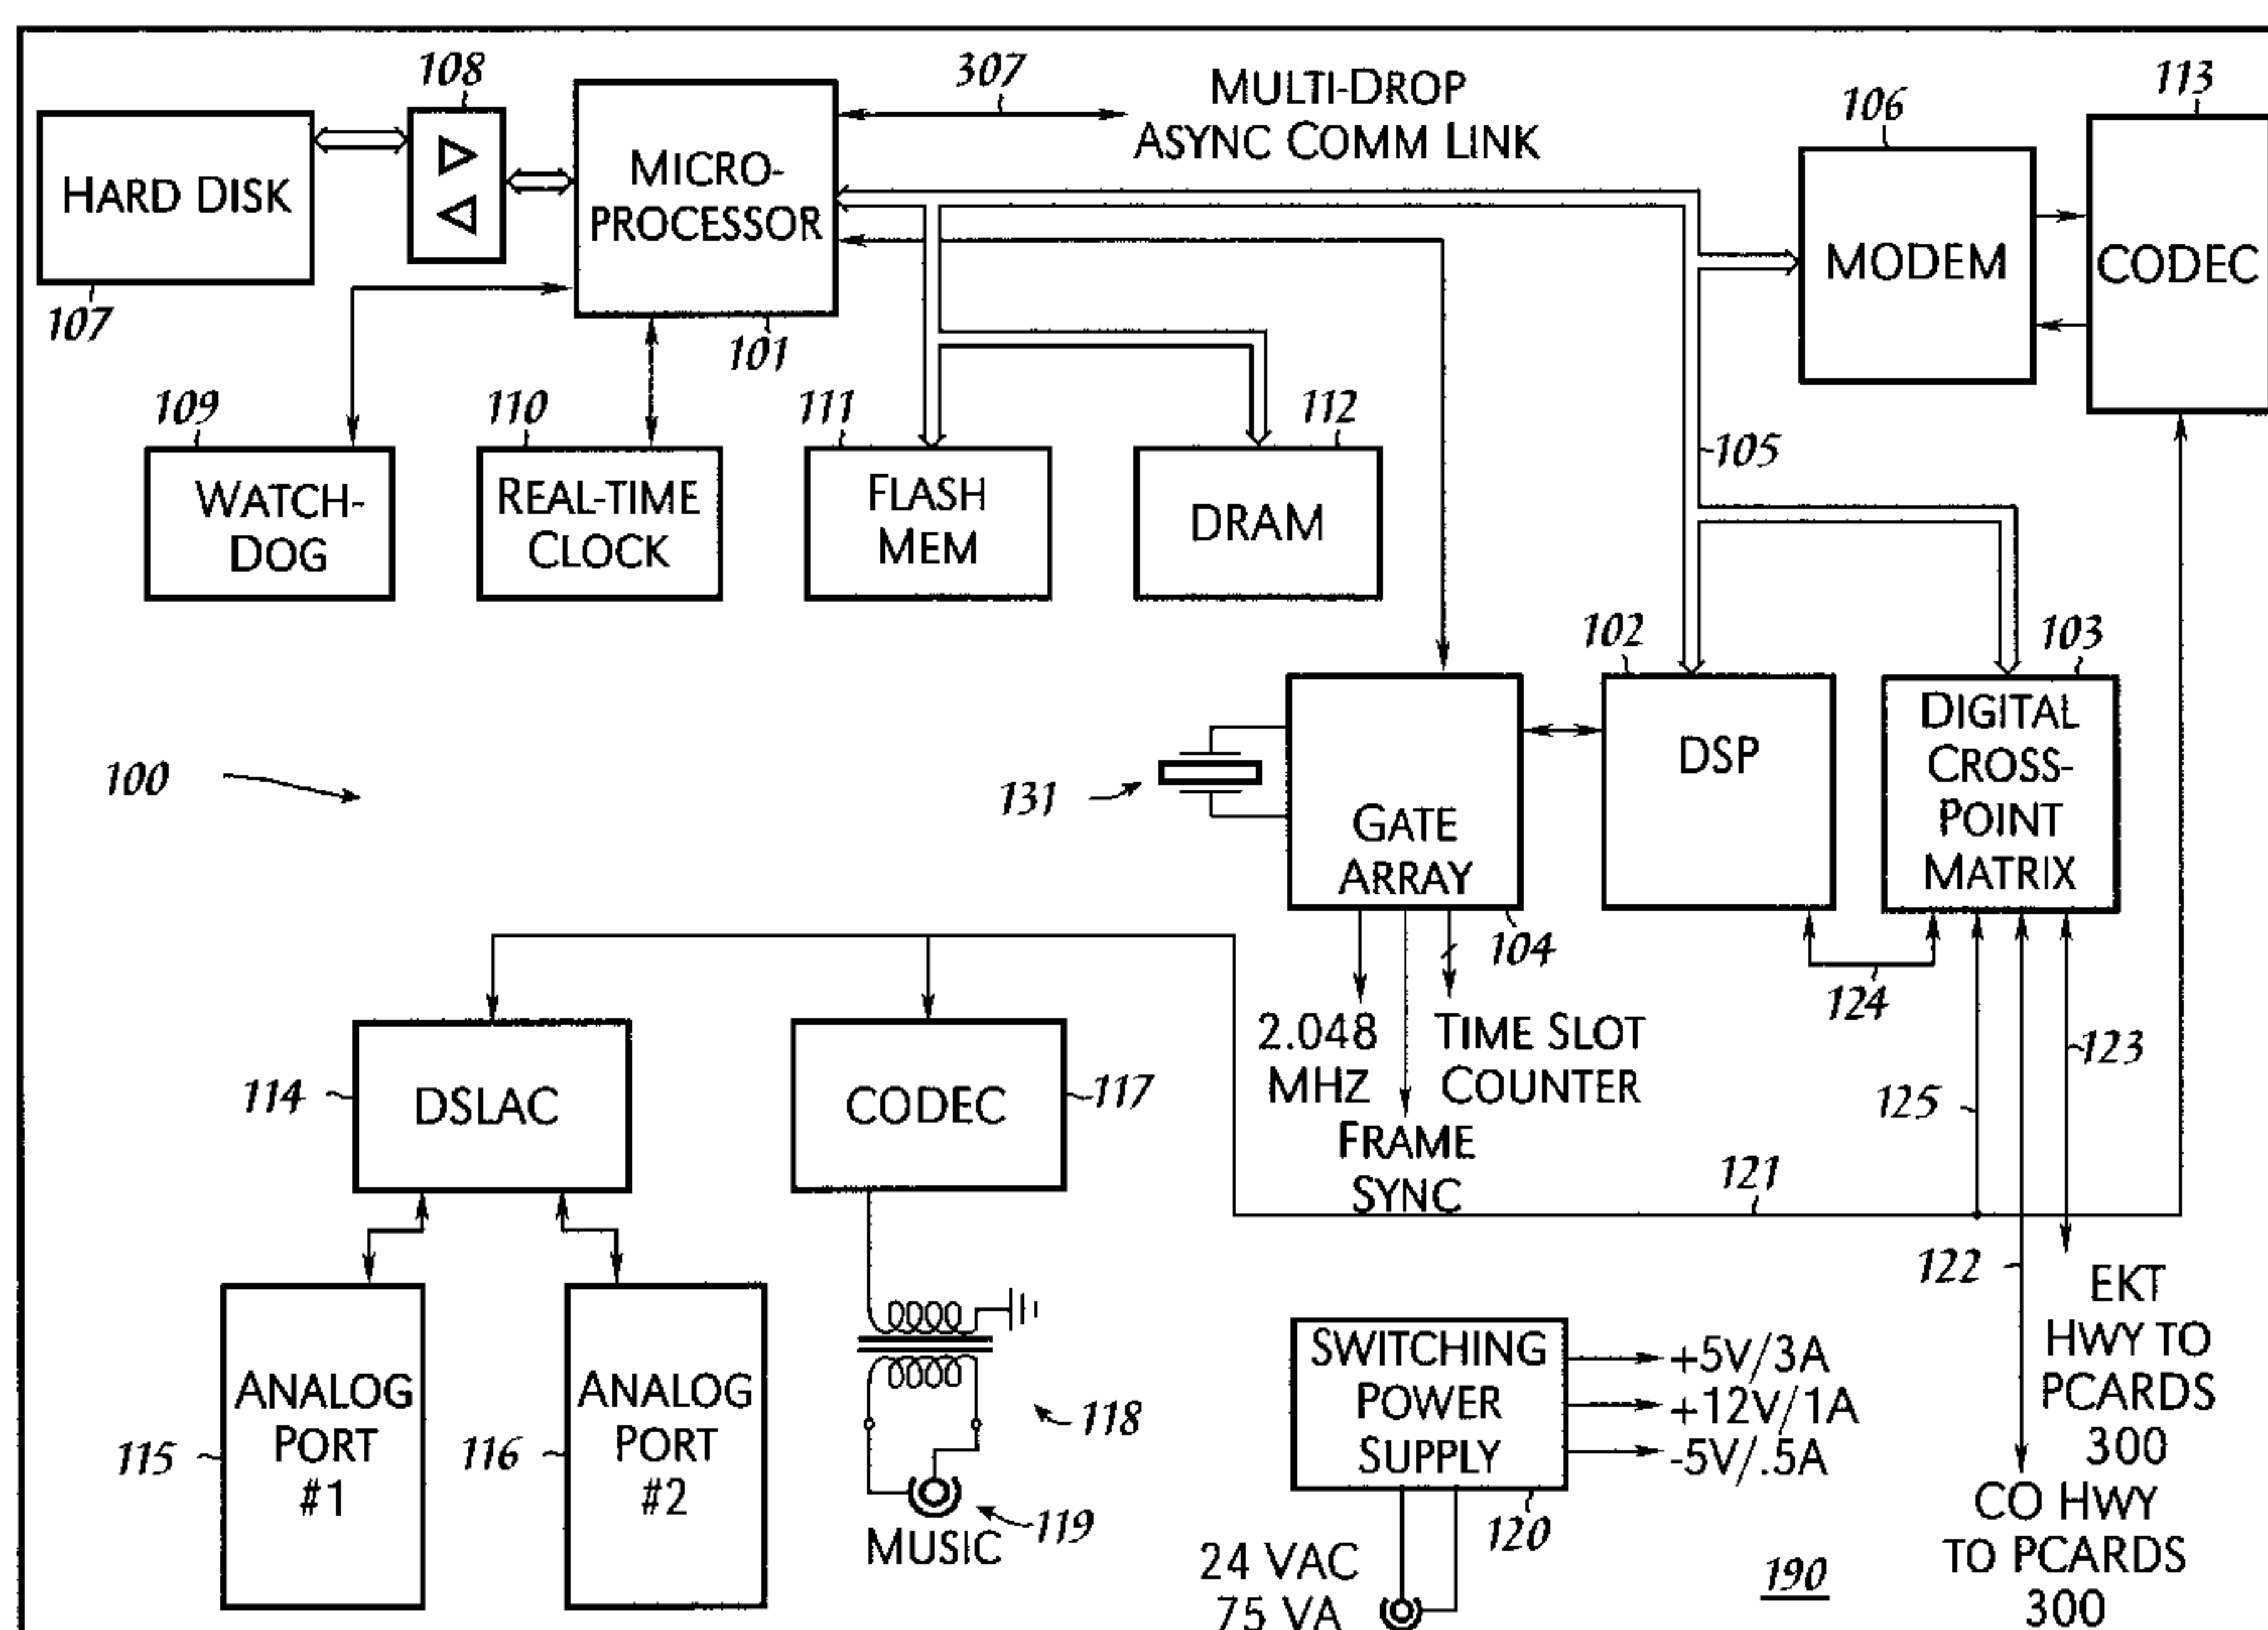 108
307
MULTI-DROP
ASYNC COMM LINK
106
113
HARD DISK
MICRO-
PROCESSOR
MODEM
CODEC
107
101
109
110
111
112
105
WATCH-
DOG
REAL-TIME
CLOCK
FLASH
MEM
DRAM
102
103
100
131
GATE
ARRAY
DSP
DIGITAL
CROSS-
POINT
MATRIX
104
124
2.048
MHZ
TIME SLOT
COUNTER
FRAME
SYNC
123
125
114
DSLAC
CODEC
117
121
122
EKT
HWY TO
PCARDS
300
115
ANALOG
PORT
#1
116
ANALOG
PORT
#2
118
119
MUSIC
SWITCHING
POWER
SUPPLY
+5V/3A
+12V/1A
-5V/.5A
120
24 VAC
75 VA
190
CO HWY
TO PCARDS
300